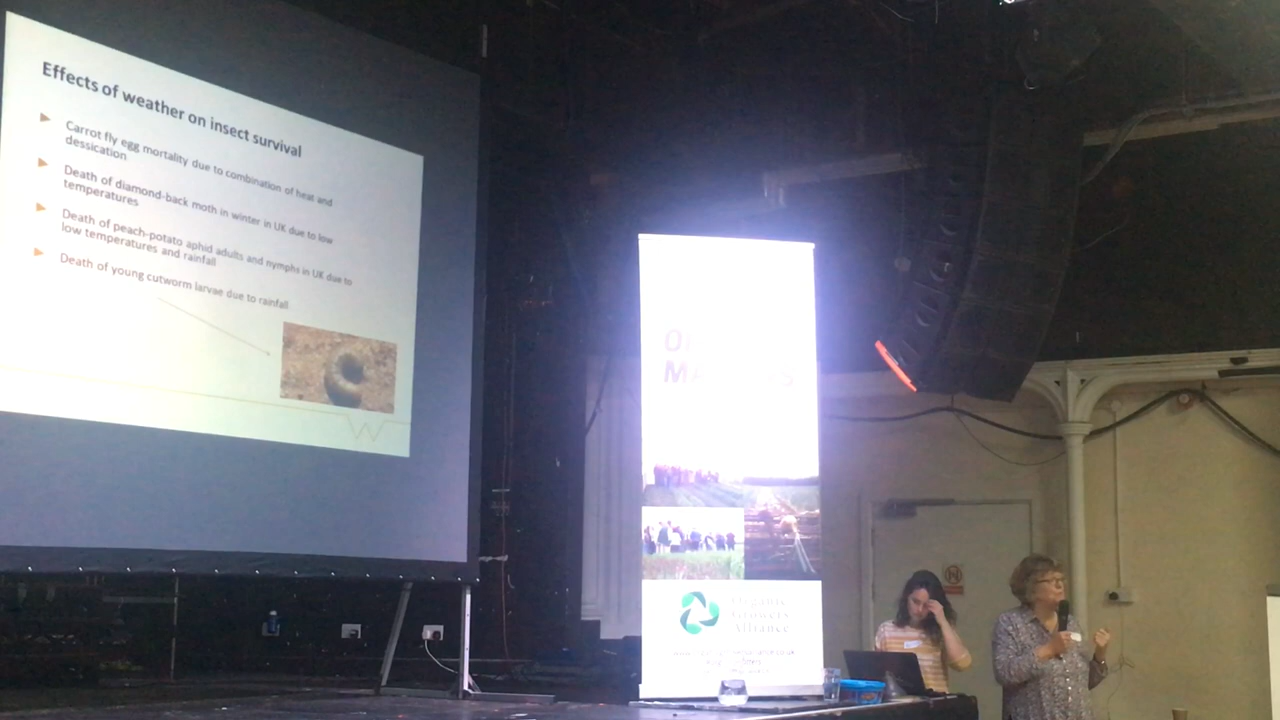 Effects of weather on insect survival
Carrot fly egg mortality due to combination of heat and
dessication
Death of diamond-back moth in winter in UK due to low
temperatures
Death of peach-potato aphid adults and nymphs in UK due to
low temperatures and rainfall
Death of young cutworm larvae due to rainfall
Organic
Growers
Alliance